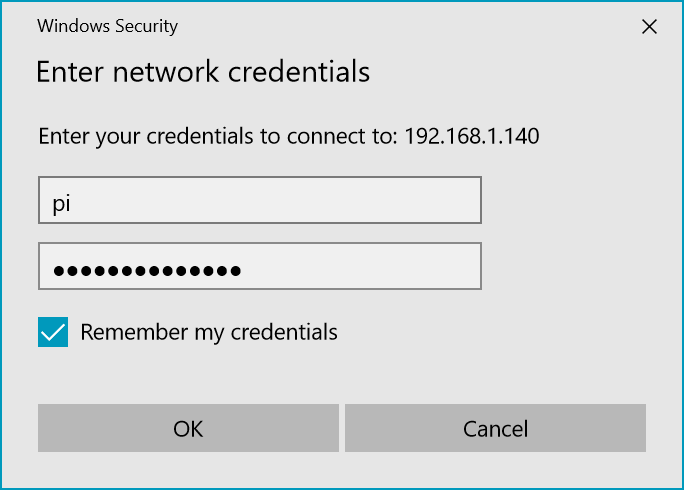 Windows Security
Enter network credentials
Enter your credentials to connect to: 192.168.1.140
pi
●●●●●●●●●●●●●●
Remember my credentials
OK
Cancel